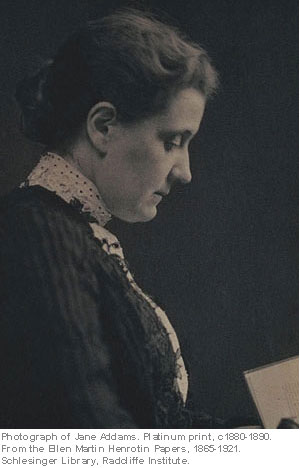 Photograph of Jane Addams. Platinum print, c1880-1890.
From the Ellen Martin Henrotin Papers, 1865-1921.
Schlesinger Library, Radcliffe Institute.